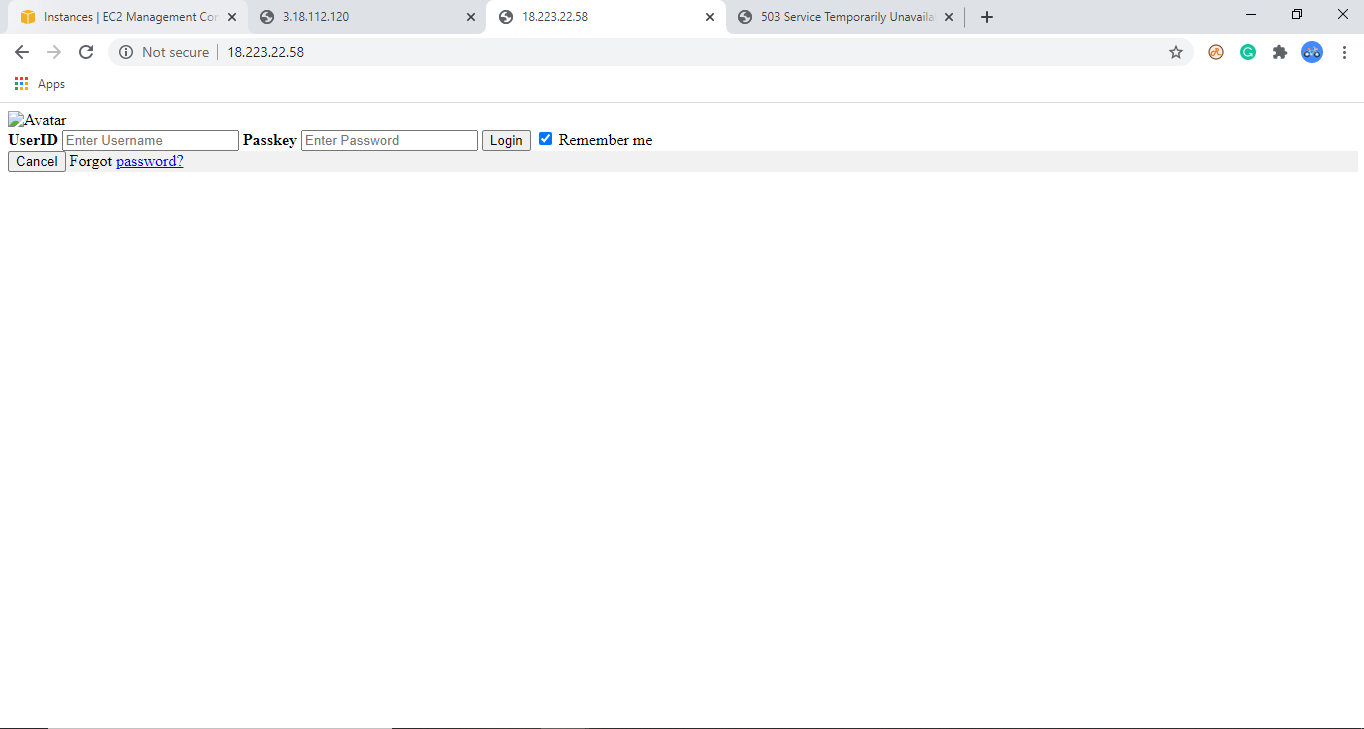 Instances | EC2 Management Con
3.18.112.120
18.223.22.58
503 Service Temporarily Unavaila
Not secure
18.223.22.58
Apps
Avatar
UserID Enter Username Passkey Enter Password Login Remember me
Cancel Forgot password?